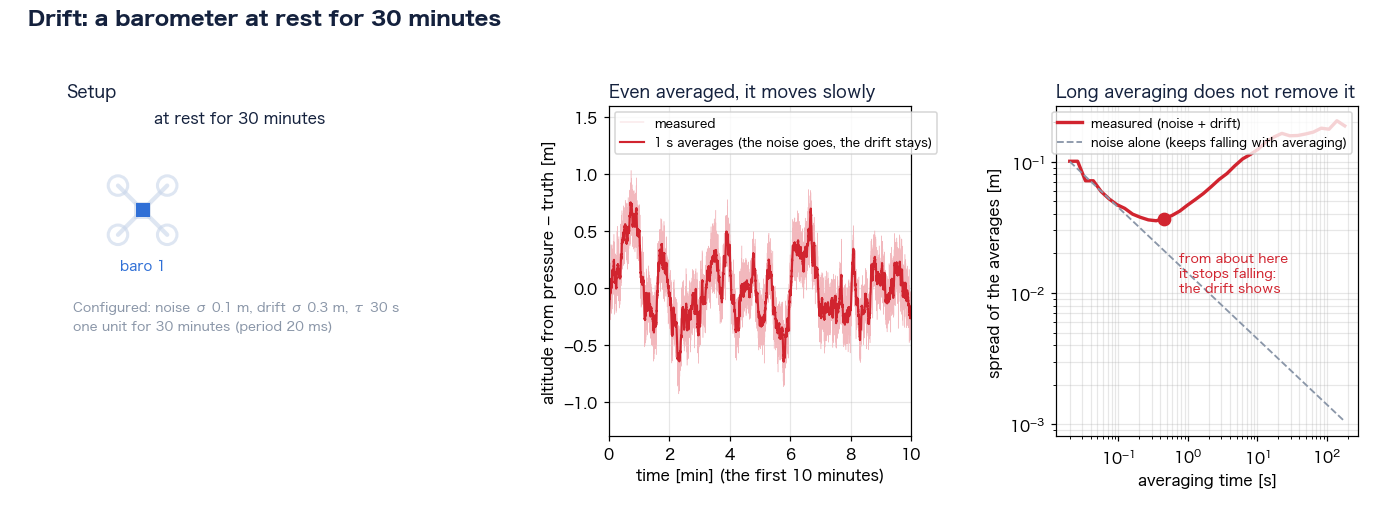 Drift: a barometer at rest for 30 minutes
Setup
at rest for 30 minutes
baro 1
Configured: noise σ 0.1 m, drift σ 0.3 m, τ 30 s
one unit for 30 minutes (period 20 ms)
Even averaged, it moves slowly
measured
1 s averages (the noise goes, the drift stays)
altitude from pressure − truth [m]
1.5
1.0
0.5
0.0
−0.5
−1.0
0 2 4 6 8 10
time [min] (the first 10 minutes)
Long averaging does not remove it
measured (noise + drift)
noise alone (keeps falling with averaging)
from about here
it stops falling:
the drift shows
spread of the averages [m]
10⁻¹
10⁻²
10⁻³
10⁻¹ 10⁰ 10¹ 10²
averaging time [s]